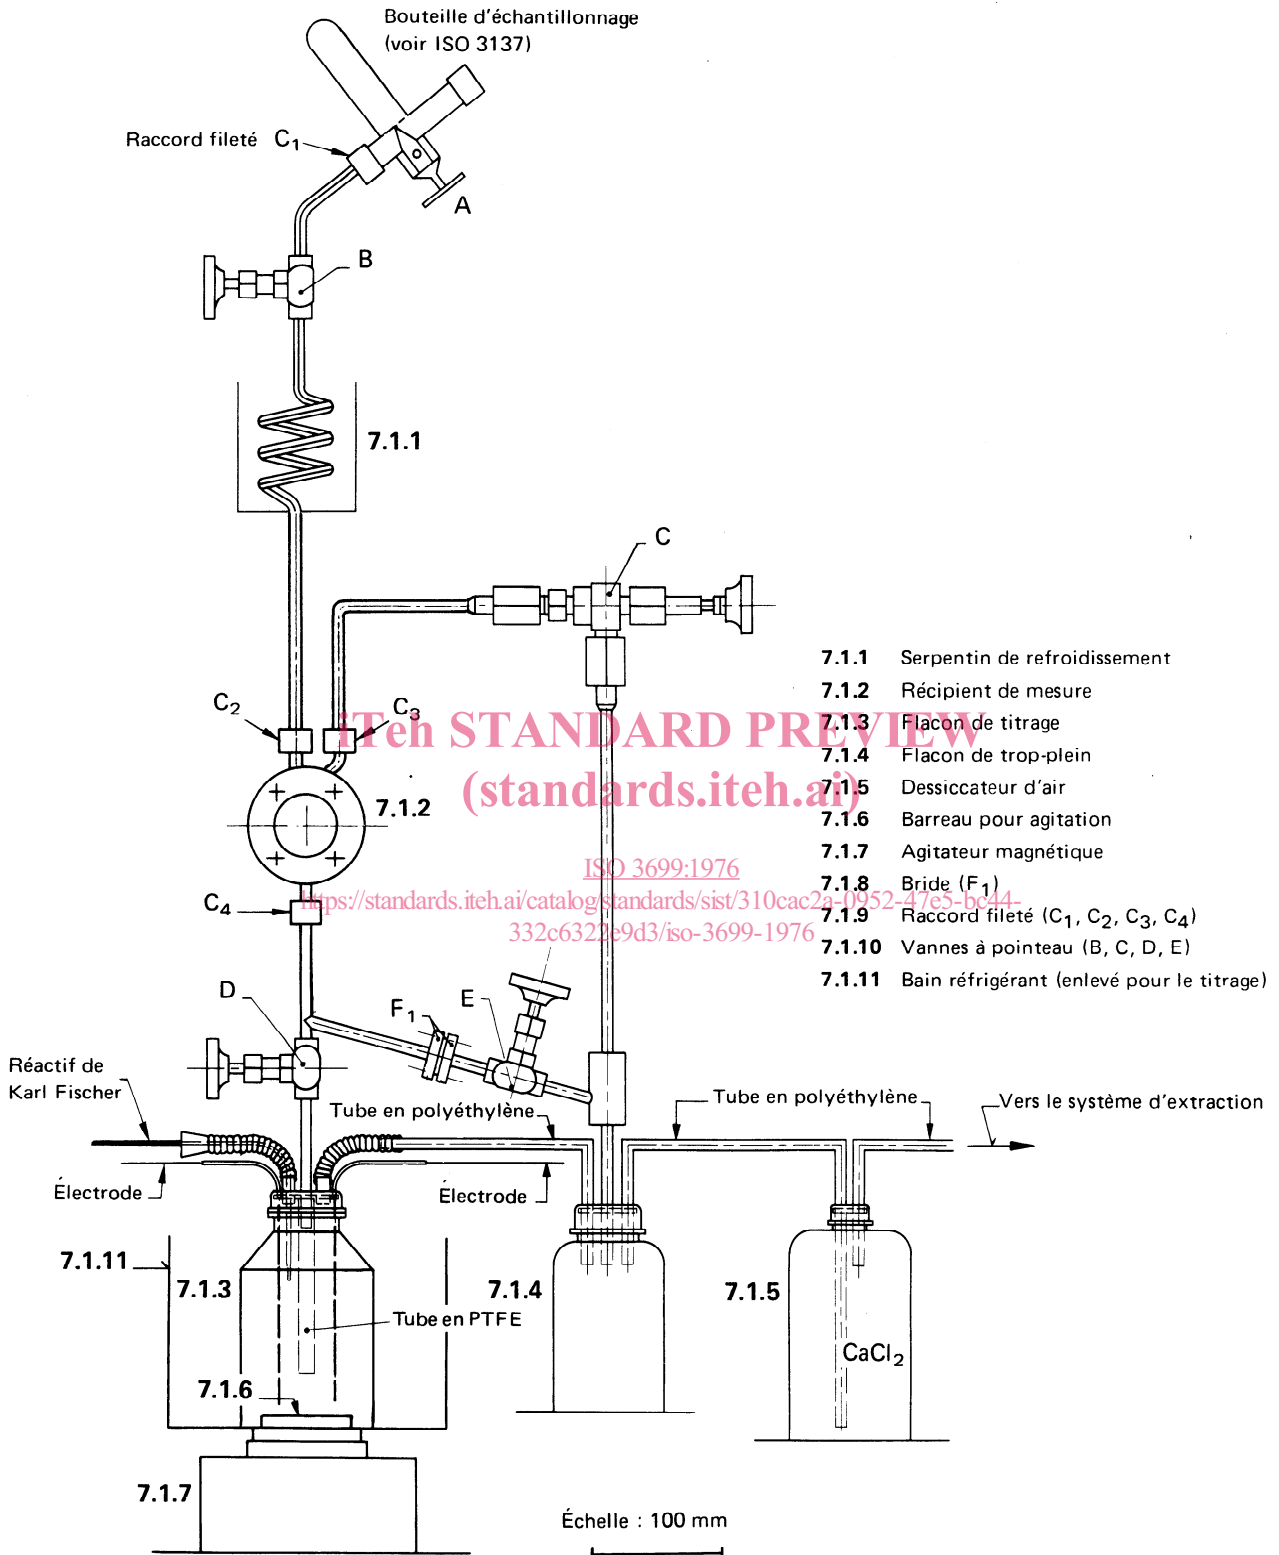 Bouteille d'échantillonnage
(voir ISO 3137)
Raccord fileté C1
A
B
7.1.1
C
C2
C3
7.1.2
C4
D
F1
E
7.1.1 Serpentin de refroidissement
7.1.2 Récipient de mesure
7.1.3 Flacon de titrage
7.1.4 Flacon de trop-plein
7.1.5 Dessiccateur d'air
7.1.6 Barreau pour agitation
7.1.7 Agitateur magnétique
7.1.8 Bride (F1)
7.1.9 Raccord fileté (C1, C2, C3, C4)
7.1.10 Vannes à pointeau (B, C, D, E)
7.1.11 Bain réfrigérant (enlevé pour le titrage)
iTeh STANDARD PREVIEW
(standards.iteh.ai)
ISO 3699:1976
https://standards.iteh.ai/catalog/standards/sist/310cac2a-0952-47e5-bc44-
332c6322e9d3/iso-3699-1976
Réactif de
Karl Fischer
Tube en polyéthylène
Tube en polyéthylène
Vers le système d'extraction
Électrode
Électrode
7.1.11
7.1.3
7.1.4
7.1.5
Tube en PTFE
CaCl2
7.1.6
7.1.7
Échelle : 100 mm